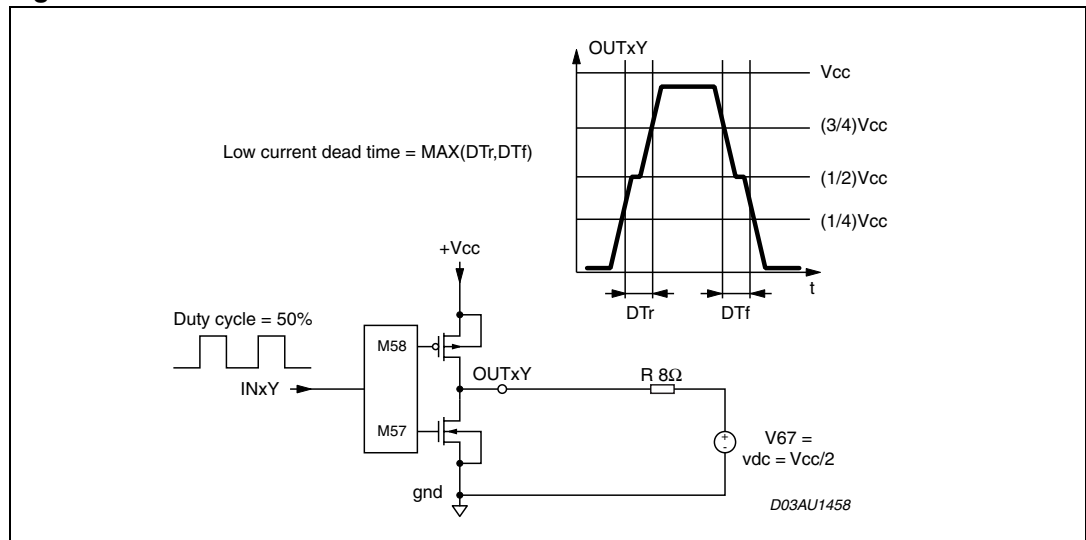 OUTxY
Vcc
(3/4)Vcc
Low current dead time = MAX(DTr,DTf)
(1/2)Vcc
(1/4)Vcc
+Vcc
t
DTr
DTf
Duty cycle = 50%
M58
OUTxY
R 8Ω
INxY
M57
+
-
V67 =
vdc = Vcc/2
gnd
D03AU1458